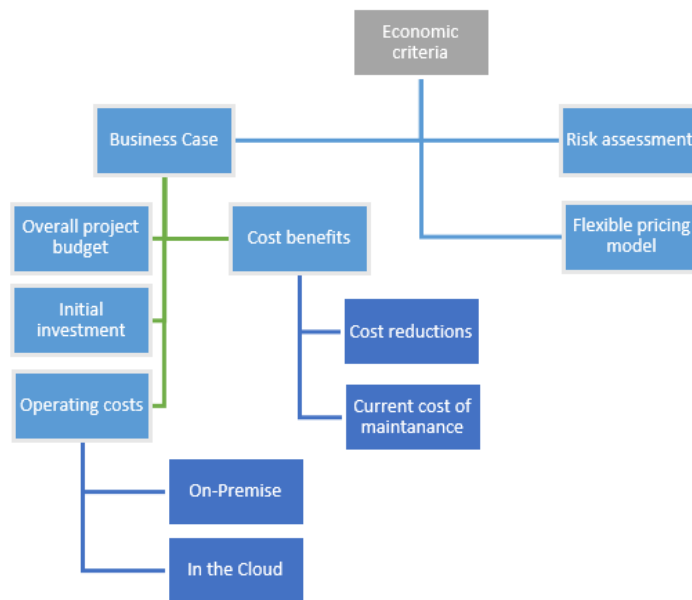 Economic
criteria
Business Case
Risk assessment
Overall project
budget
Cost benefits
Flexible pricing
model
Initial
investment
Cost reductions
Operating costs
Current cost of
maintanance
On-Premise
In the Cloud